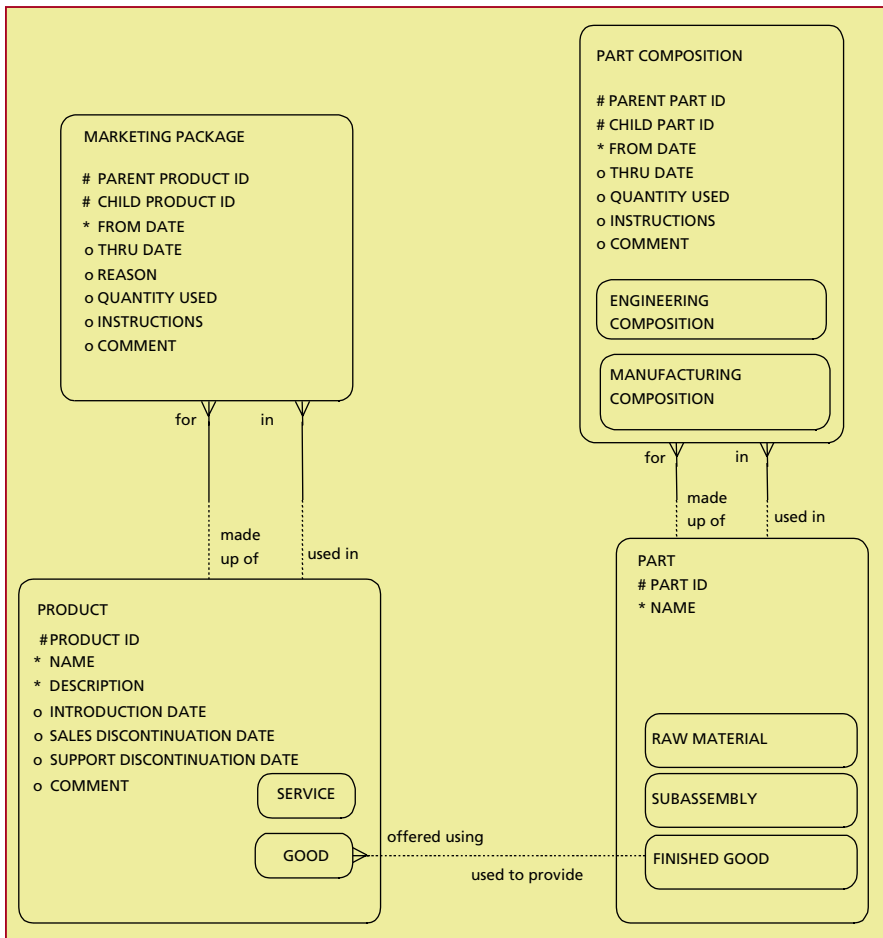 PART COMPOSITION
# PARENT PART ID
# CHILD PART ID
* FROM DATE
o THRU DATE
o QUANTITY USED
o INSTRUCTIONS
o COMMENT
ENGINEERING
COMPOSITION
MANUFACTURING
COMPOSITION
MARKETING PACKAGE
# PARENT PRODUCT ID
# CHILD PRODUCT ID
* FROM DATE
o THRU DATE
o REASON
o QUANTITY USED
o INSTRUCTIONS
o COMMENT
for
in
made
up of
used in
for
in
made
up of
used in
PRODUCT
#PRODUCT ID
* NAME
* DESCRIPTION
o INTRODUCTION DATE
o SALES DISCONTINUATION DATE
o SUPPORT DISCONTINUATION DATE
o COMMENT
SERVICE
GOOD
offered using
used to provide
PART
# PART ID
* NAME
RAW MATERIAL
SUBASSEMBLY
FINISHED GOOD